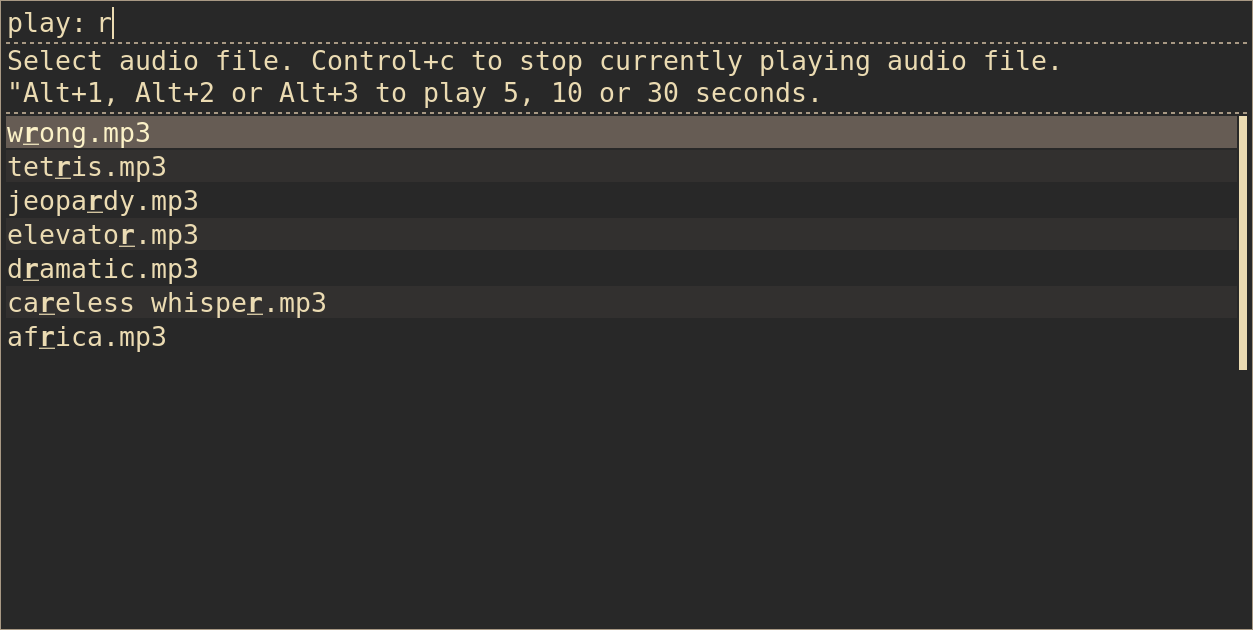 play: r
Select audio file. Control+c to stop currently playing audio file.
"Alt+1, Alt+2 or Alt+3 to play 5, 10 or 30 seconds.
wrong.mp3
tetris.mp3
jeopardy.mp3
elevator.mp3
dramatic.mp3
careless whisper.mp3
africa.mp3